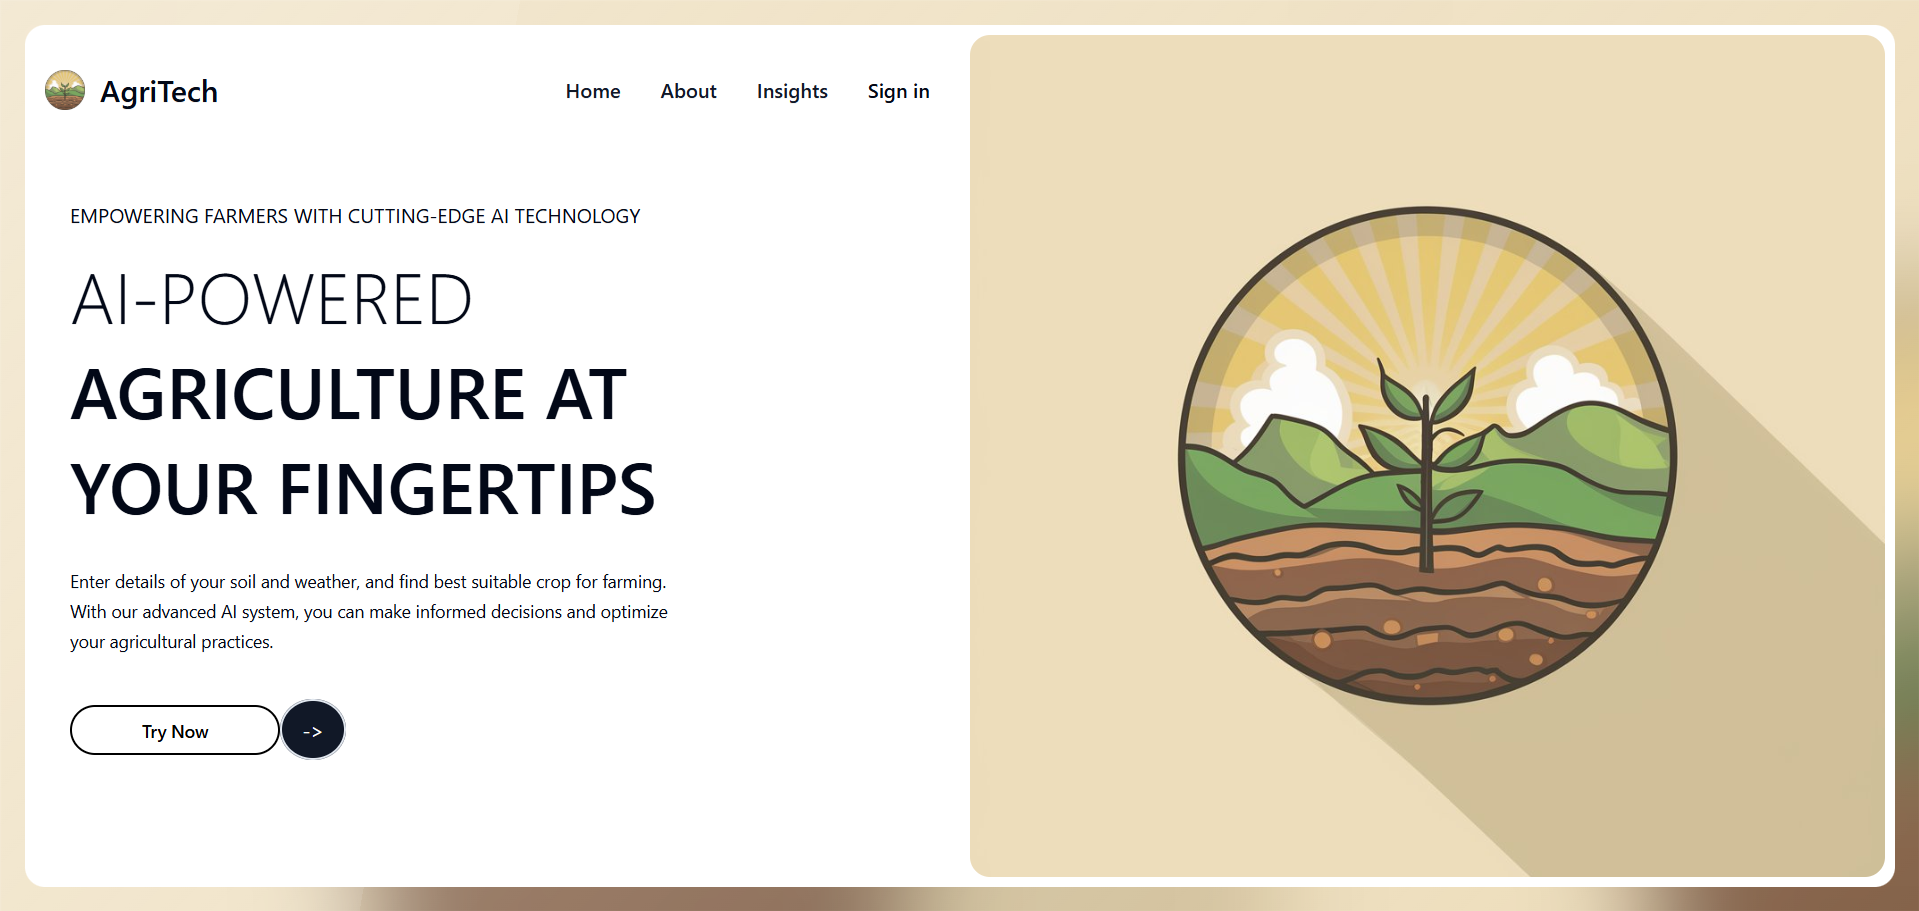 AgriTech
Home About Insights Sign in
EMPOWERING FARMERS WITH CUTTING-EDGE AI TECHNOLOGY
AI-POWERED
AGRICULTURE AT
YOUR FINGERTIPS
Enter details of your soil and weather, and find best suitable crop for farming.
With our advanced AI system, you can make informed decisions and optimize
your agricultural practices.
Try Now ->